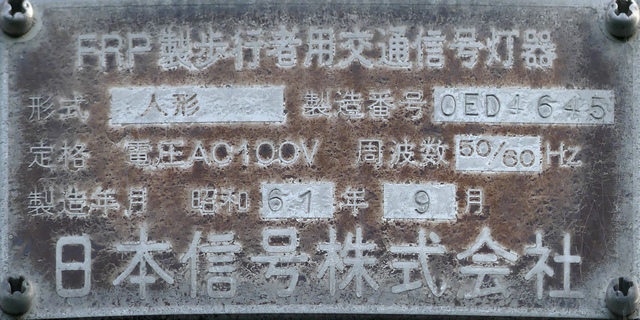 FRP製歩行者用交通信号灯器
形式 人形 製造番号 0ED4645
定格 電圧AC100V 周波数 50/60 Hz
製造年月 昭和 61 年 9 月
日本信号株式会社